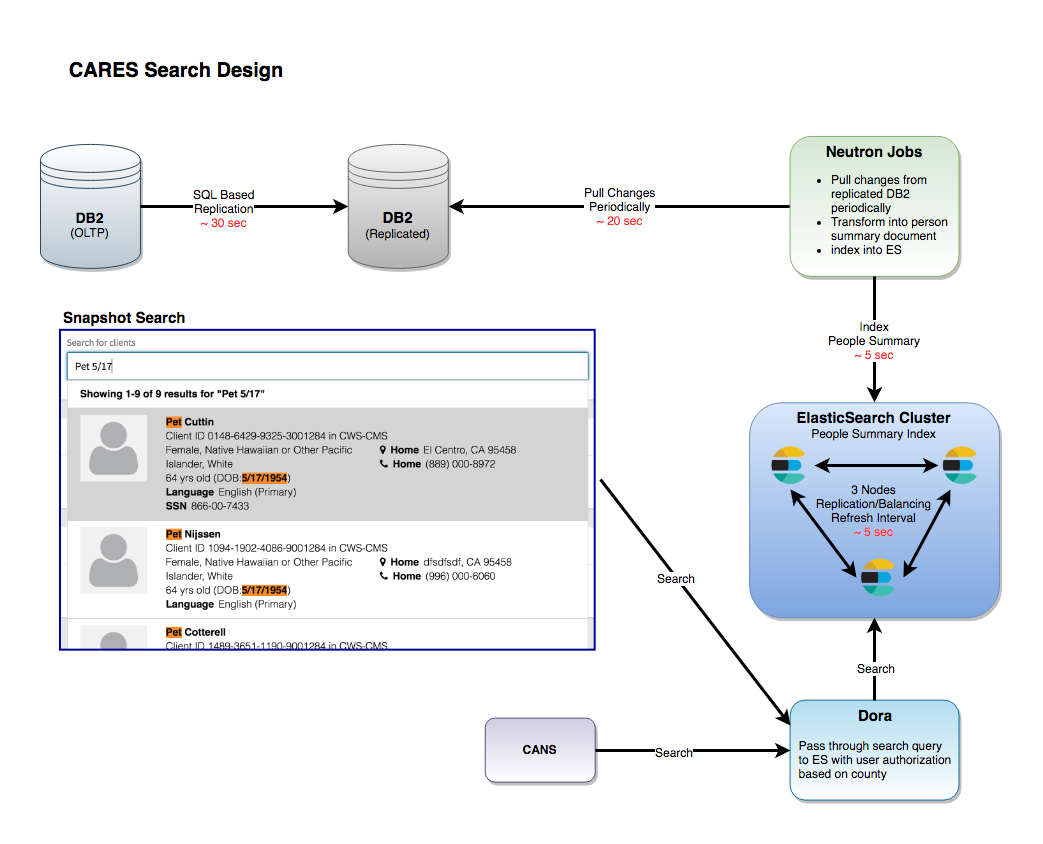 CARES Search Design
DB2
(OLTP)
SQL Based
Replication
~ 30 sec
DB2
(Replicated)
Pull Changes
Periodically
~ 20 sec
Neutron Jobs
• Pull changes from
replicated DB2
periodically
• Transform into person
summary document
• index into ES
Index
People Summary
~ 5 sec
Snapshot Search
Search for clients
Pet 5/17
Showing 1-9 of 9 results for "Pet 5/17"
Pet Cuttin
Client ID 0148-6429-9325-3001284 in CWS-CMS
Female, Native Hawaiian or Other Pacific
Islander, White
64 yrs old (DOB:5/17/1954)
Language English (Primary)
SSN 866-00-7433
Home El Centro, CA 95458
Home (889) 000-8972
Pet Nijssen
Client ID 1094-1902-4086-9001284 in CWS-CMS
Female, Native Hawaiian or Other Pacific
Islander, White
64 yrs old (DOB:5/17/1954)
Language English (Primary)
Home dfsdfsdf, CA 95458
Home (996) 000-6060
Pet Cotterell
Client ID 1489-3651-1190-9001284 in CWS-CMS
ElasticSearch Cluster
People Summary Index
3 Nodes
Replication/Balancing
Refresh Interval
~ 5 sec
Search
Search
CANS
Search
Dora
Pass through search query
to ES with user authorization
based on county